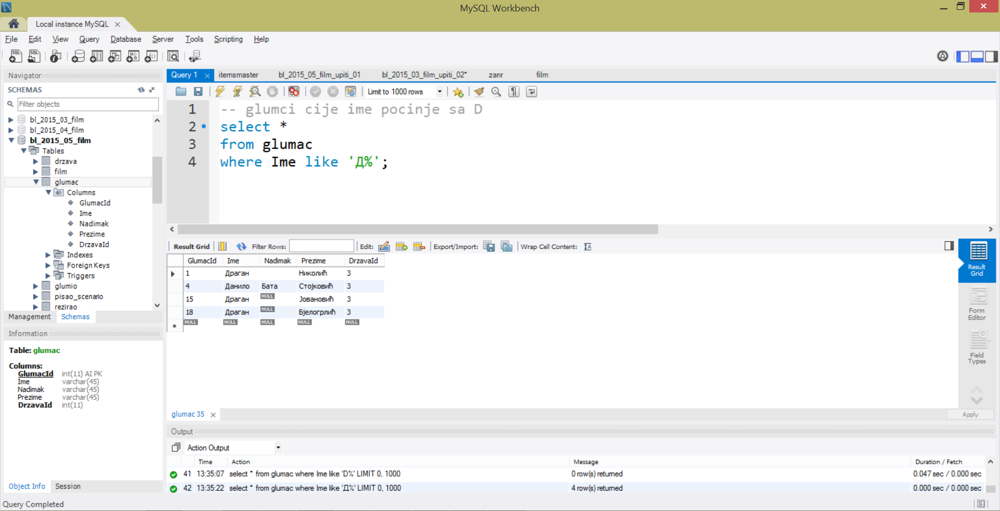 MySQL Workbench
Local instance MySQL
File Edit View Query Database Server Tools Scripting Help
Navigator
SCHEMAS
Filter objects
bl_2015_03_film
bl_2015_04_film
bl_2015_05_film
Tables
drzava
film
glumac
Columns
GlumacId
Ime
Nadimak
Prezime
DrzavaId
Indexes
Foreign Keys
Triggers
glumio
pisao_scenario
rezirao
Management Schemas
Information
Table: glumac
Columns:
GlumacId int(11) AI PK
Ime varchar(45)
Nadimak varchar(45)
Prezime varchar(45)
DrzavaId int(11)
Object Info Session
Query Completed
Query 1 itemsmaster bl_2015_05_film_upiti_01 bl_2015_03_film_upiti_02* zanr film
Limit to 1000 rows
1 -- glumci cije ime pocinje sa D
2 select *
3 from glumac
4 where Ime like 'Д%';
Result Grid Filter Rows: Edit: Export/Import: Wrap Cell Content:
GlumacId Ime Nadimak Prezime DrzavaId
1 Драган Николић 3
4 Данило Бата Стојковић 3
15 Драган NULL Јовановић 3
18 Драган NULL Бјелогрлић 3
* NULL NULL NULL NULL NULL
Result Grid
Form Editor
Field Types
glumac 35
Apply
Output
Action Output
Time Action Message Duration / Fetch
41 13:35:07 select * from glumac where Ime like 'D%' LIMIT 0, 1000 0 row(s) returned 0.047 sec / 0.000 sec
42 13:35:22 select * from glumac where Ime like 'Д%' LIMIT 0, 1000 4 row(s) returned 0.000 sec / 0.000 sec